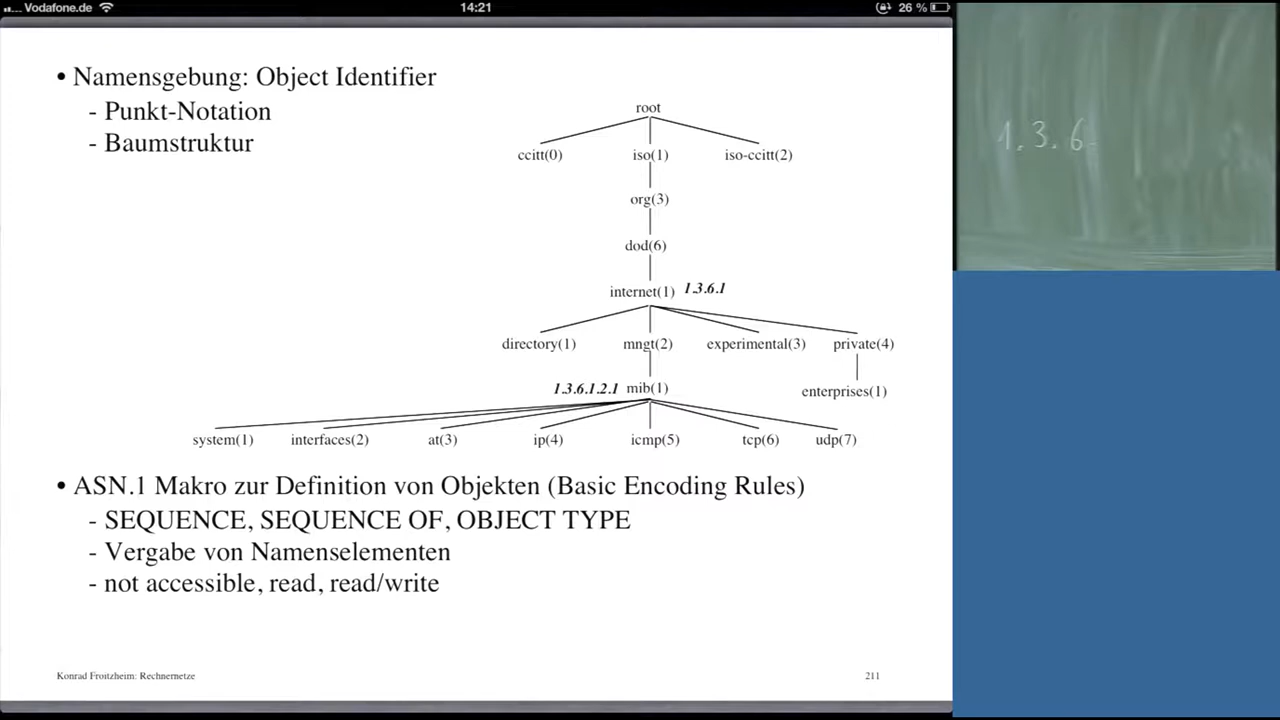 Vodafone.de 14:21 26 %
• Namensgebung: Object Identifier
- Punkt-Notation
- Baumstruktur
root
ccitt(0) iso(1) iso-ccitt(2)
org(3)
dod(6)
internet(1) 1.3.6.1
directory(1) mngt(2) experimental(3) private(4)
1.3.6.1.2.1 mib(1) enterprises(1)
system(1) interfaces(2) at(3) ip(4) icmp(5) tcp(6) udp(7)
• ASN.1 Makro zur Definition von Objekten (Basic Encoding Rules)
- SEQUENCE, SEQUENCE OF, OBJECT TYPE
- Vergabe von Namenselementen
- not accessible, read, read/write
Konrad Froitzheim: Rechnernetze 211
1.3.6